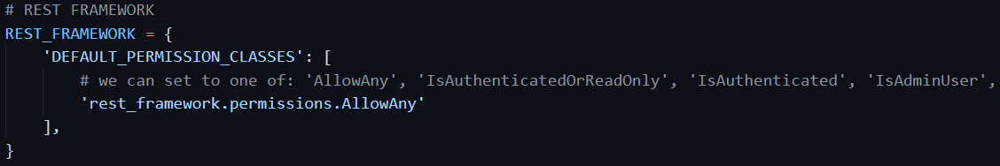 # REST FRAMEWORK
REST_FRAMEWORK = {
    'DEFAULT_PERMISSION_CLASSES': [
        # we can set to one of: 'AllowAny', 'IsAuthenticatedOrReadOnly', 'IsAuthenticated', 'IsAdminUser',
        'rest_framework.permissions.AllowAny'
    ],
}